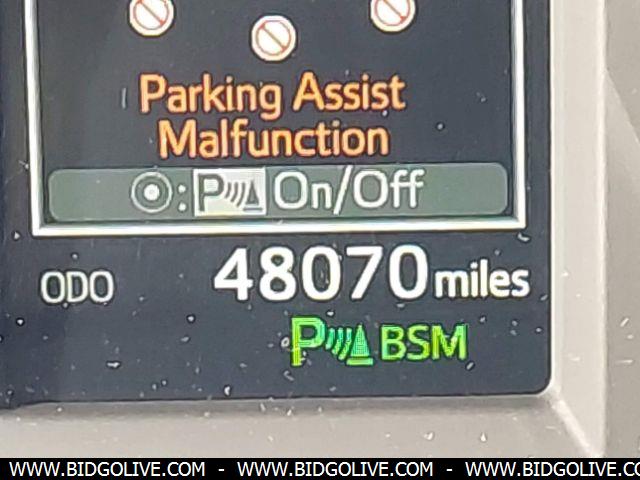 Parking Assist
Malfunction
: P On/Off
ODO 48070 miles
P BSM
WWW.BIDGOLIVE.COM - WWW.BIDGOLIVE.COM - WWW.BIDGOLIVE.CO